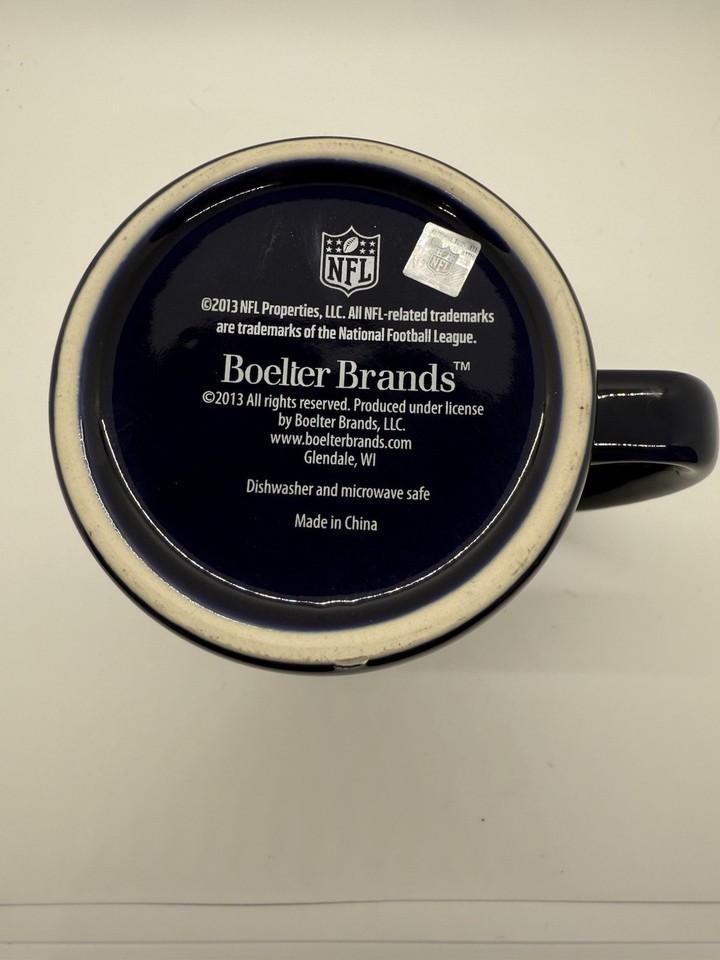 NFL
NFL
©2013 NFL Properties, LLC. All NFL-related trademarks
are trademarks of the National Football League.
Boelter Brands™
©2013 All rights reserved. Produced under license
by Boelter Brands, LLC.
www.boelterbrands.com
Glendale, WI
Dishwasher and microwave safe
Made in China